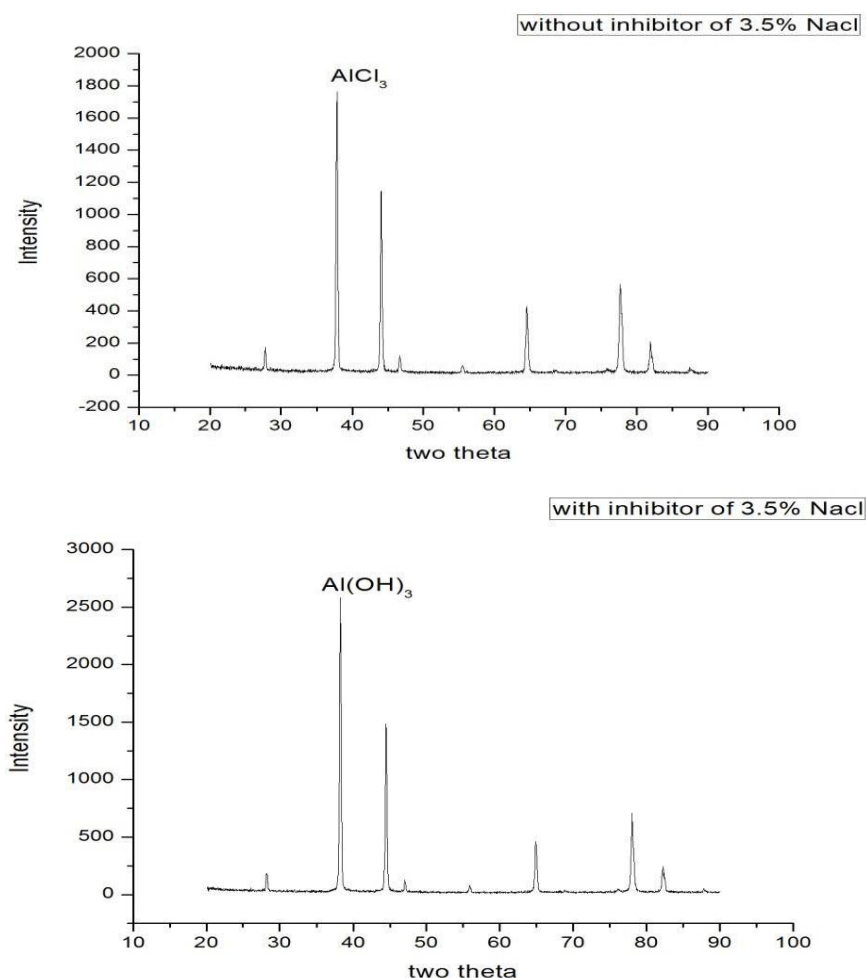 without inhibitor of 3.5% Nacl
AlCl₃
2000
1800
1600
1400
1200
1000
800
600
400
200
0
-200
Intensity
10 20 30 40 50 60 70 80 90 100
two theta
with inhibitor of 3.5% Nacl
Al(OH)₃
3000
2500
2000
1500
1000
500
0
Intensity
10 20 30 40 50 60 70 80 90 100
two theta